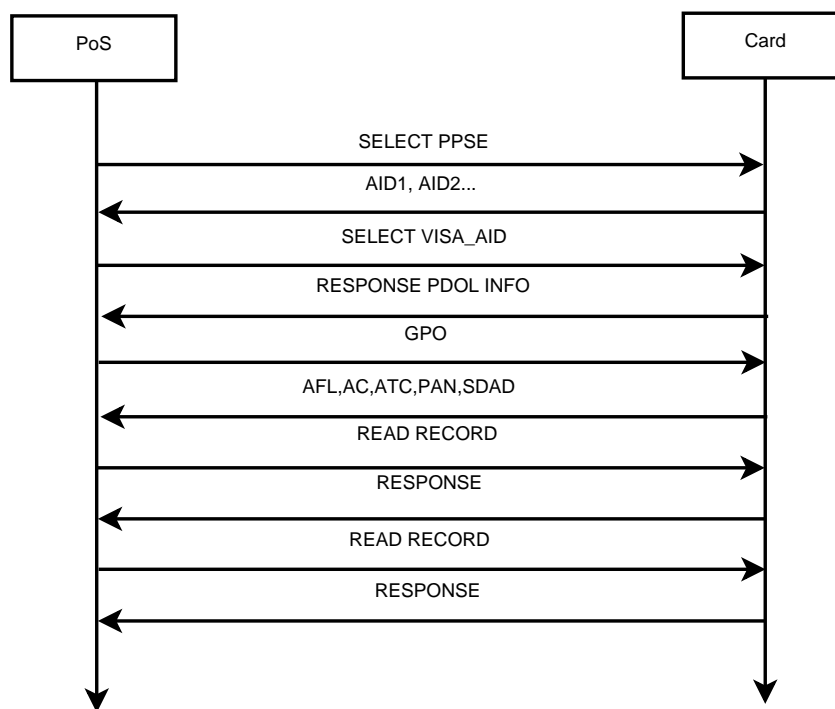 PoS
Card
SELECT PPSE
AID1, AID2...
SELECT VISA_AID
RESPONSE PDOL INFO
GPO
AFL,AC,ATC,PAN,SDAD
READ RECORD
RESPONSE
READ RECORD
RESPONSE